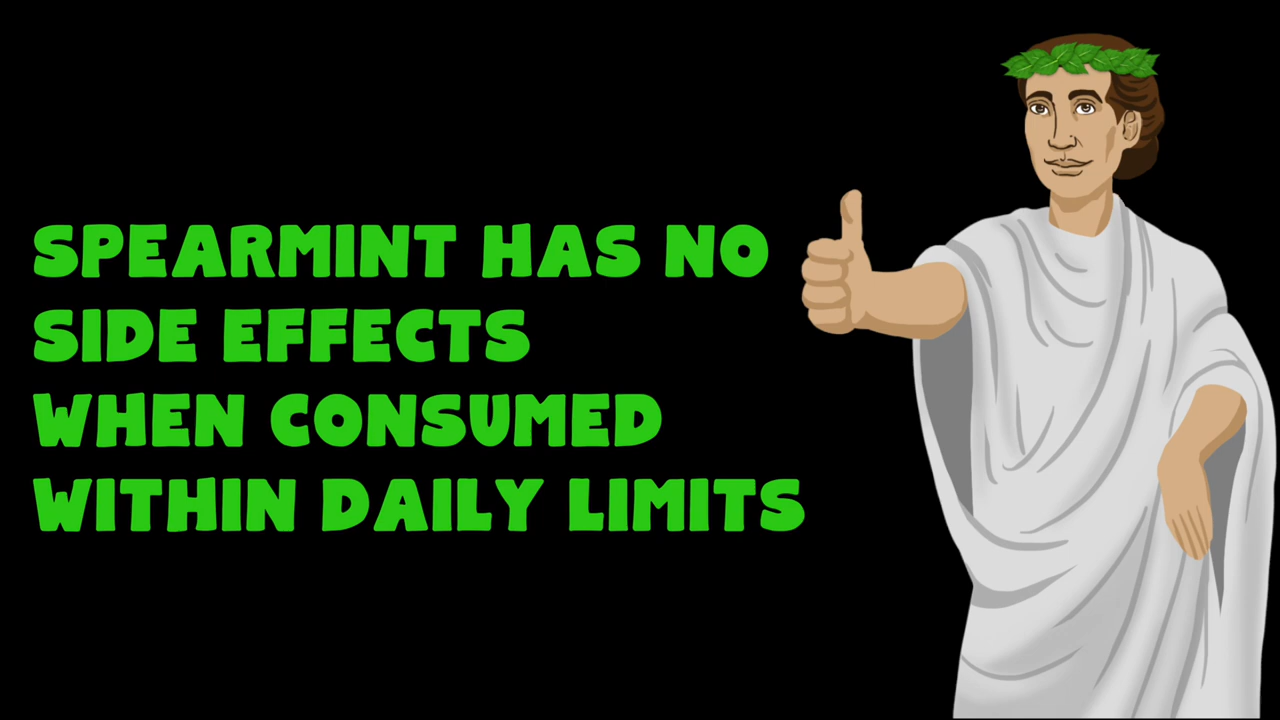 SPEARMINT HAS NO
SIDE EFFECTS
WHEN CONSUMED
WITHIN DAILY LIMITS